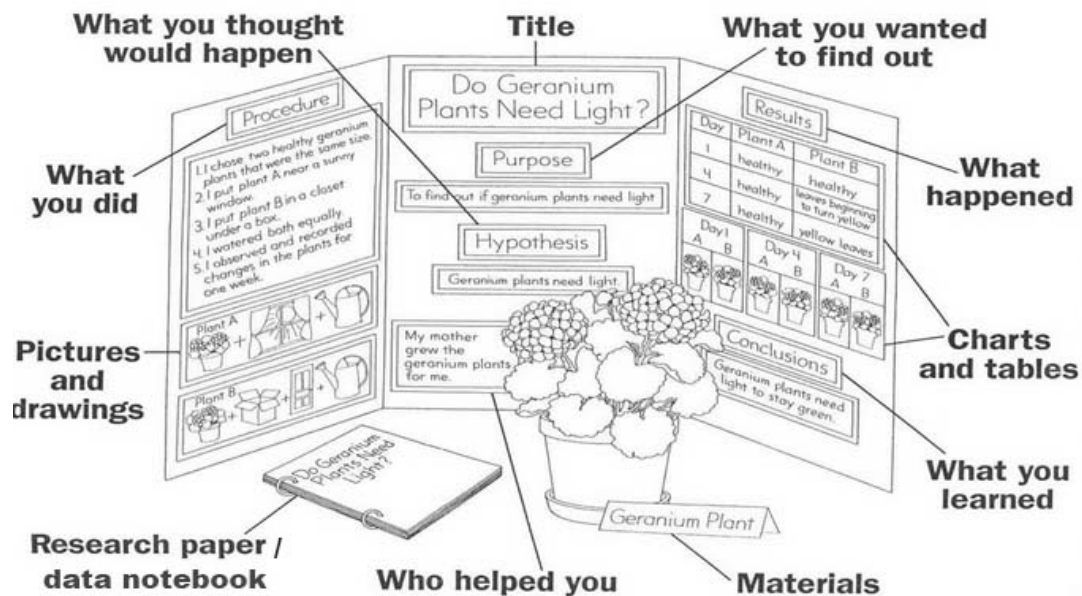 What you thought
would happen
Title
What you wanted
to find out
Procedure
1. I chose two healthy geranium
plants that were the same size.
2. I put plant A near a sunny
window.
3. I put plant B in a closet
under a box.
4. I watered both equally.
5. I observed and recorded
changes in the plants for
one week.
What
you did
Plant A
Plant B
Pictures
and
drawings
Do Geranium
Plants Need Light?
Purpose
To find out if geranium plants need light
Hypothesis
Geranium plants need light.
My mother
grew the
geranium plants
for me.
Results
Day Plant A Plant B
1 healthy healthy
4 healthy leaves beginning
to turn yellow
7 healthy yellow leaves
Day 1 Day 4 Day 7
A B A B A B
What
happened
Charts
and tables
Conclusions
Geranium plants need
light to stay green.
What you
learned
Do Geranium
Plants Need
Light?
Geranium Plant
Research paper /
data notebook
Who helped you
Materials